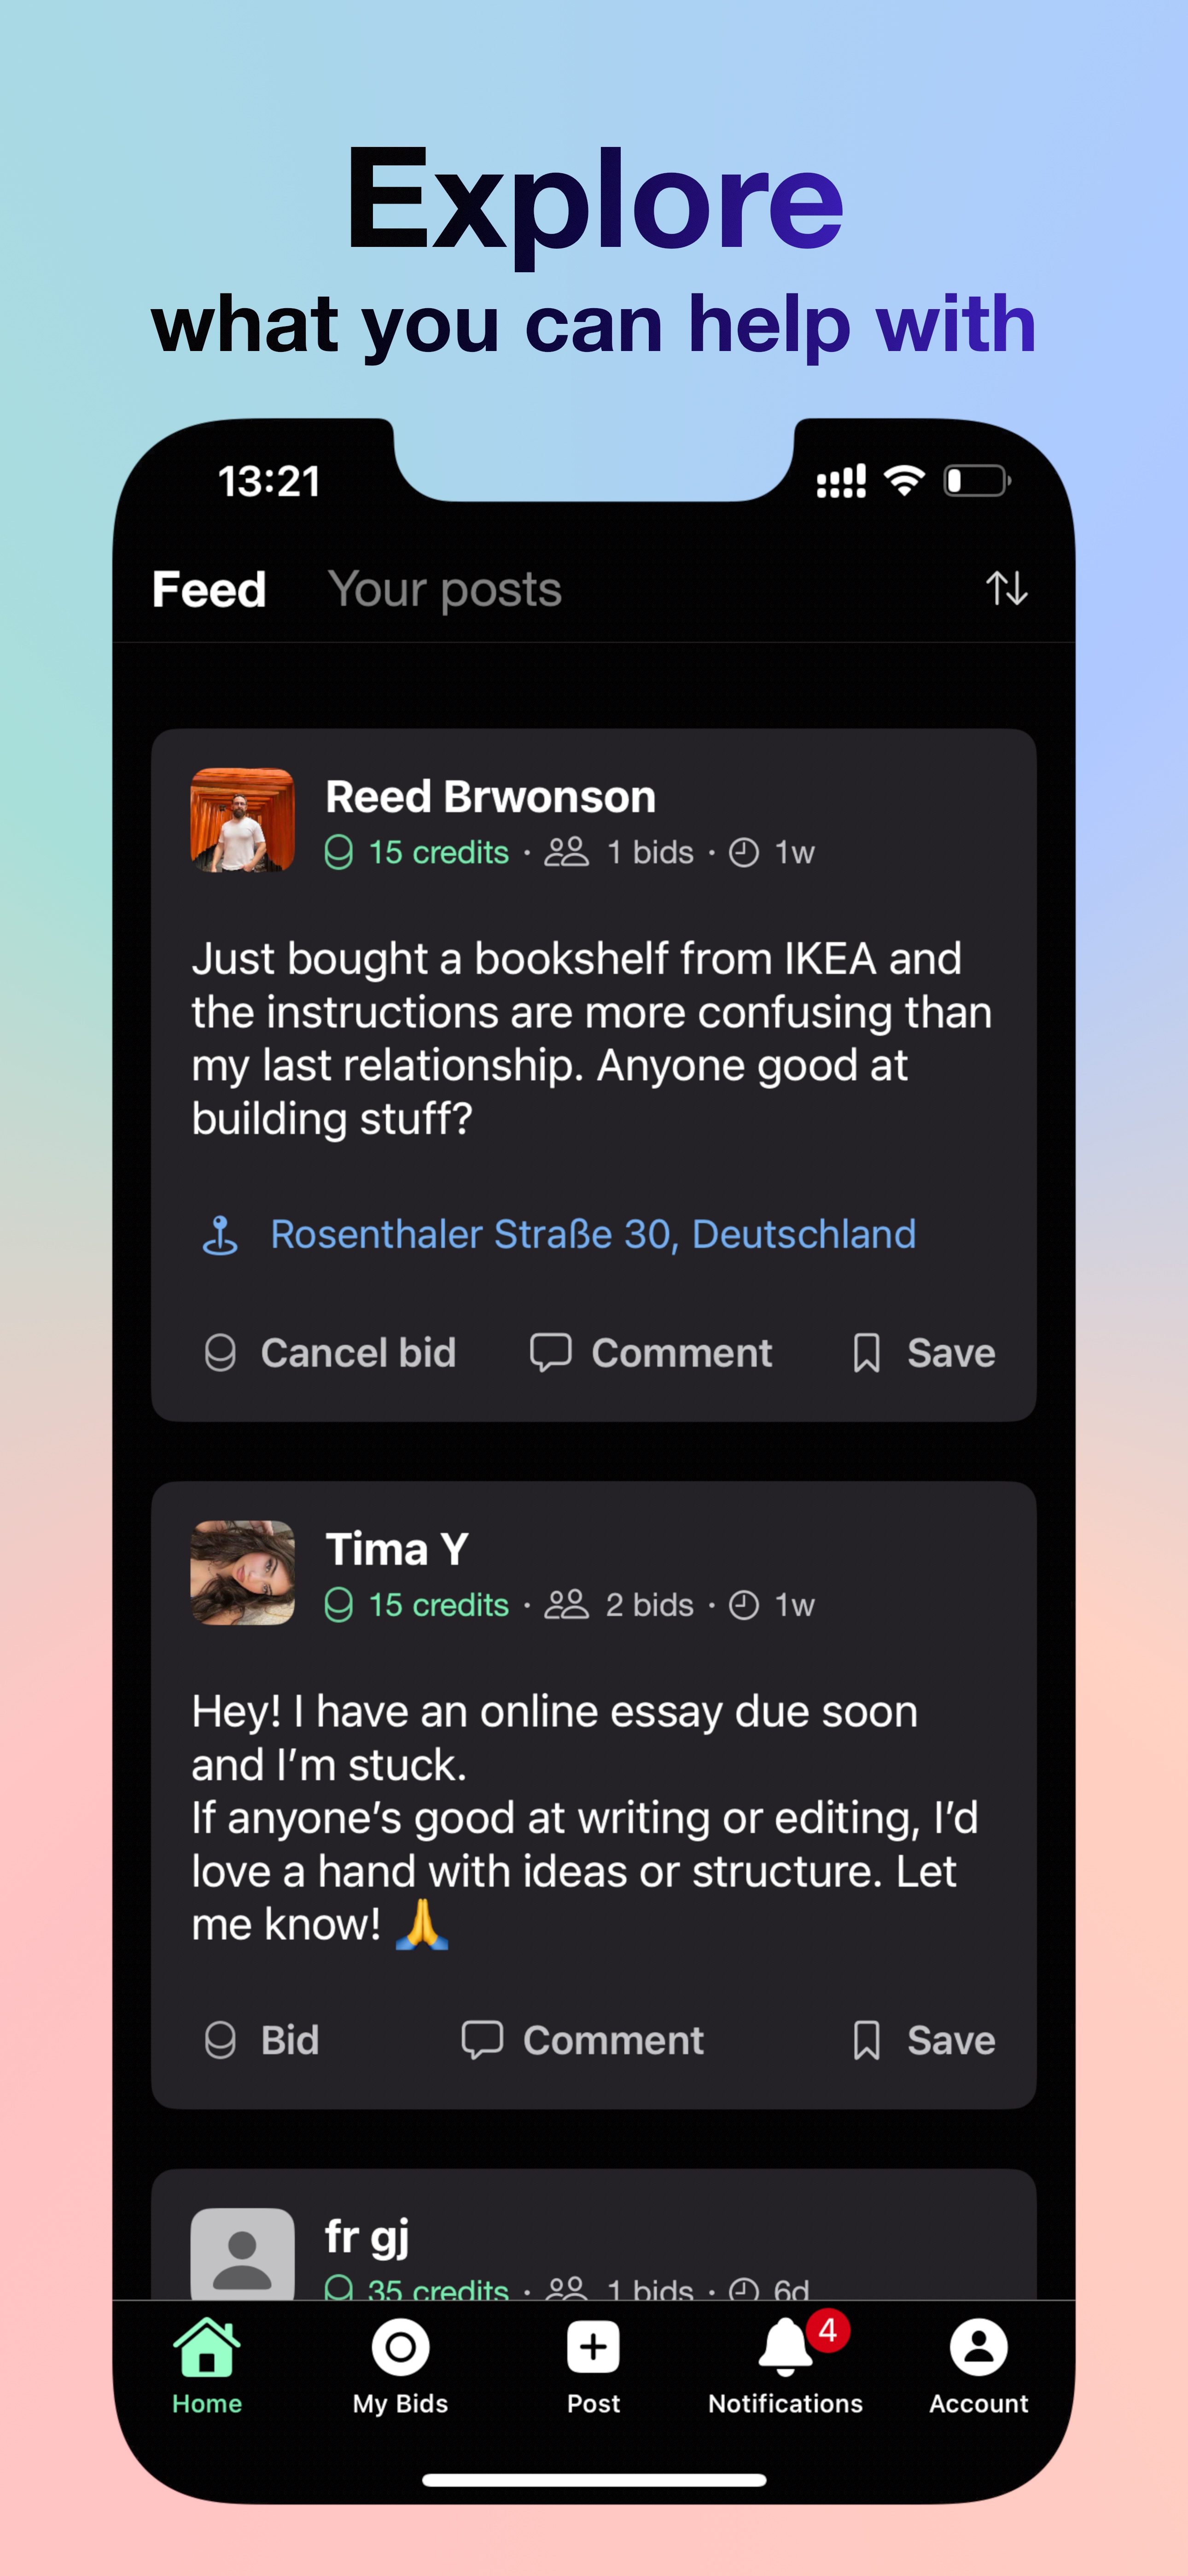 Explore
what you can help with
13:21
Feed Your posts
Reed Brwonson
15 credits · 1 bids · 1w
Just bought a bookshelf from IKEA and
the instructions are more confusing than
my last relationship. Anyone good at
building stuff?
Rosenthaler Straße 30, Deutschland
Cancel bid Comment Save
Tima Y
15 credits · 2 bids · 1w
Hey! I have an online essay due soon
and I’m stuck.
If anyone’s good at writing or editing, I’d
love a hand with ideas or structure. Let
me know! 🙏
Bid Comment Save
fr gj
35 credits · 1 bids · 6d
4
Home My Bids Post Notifications Account